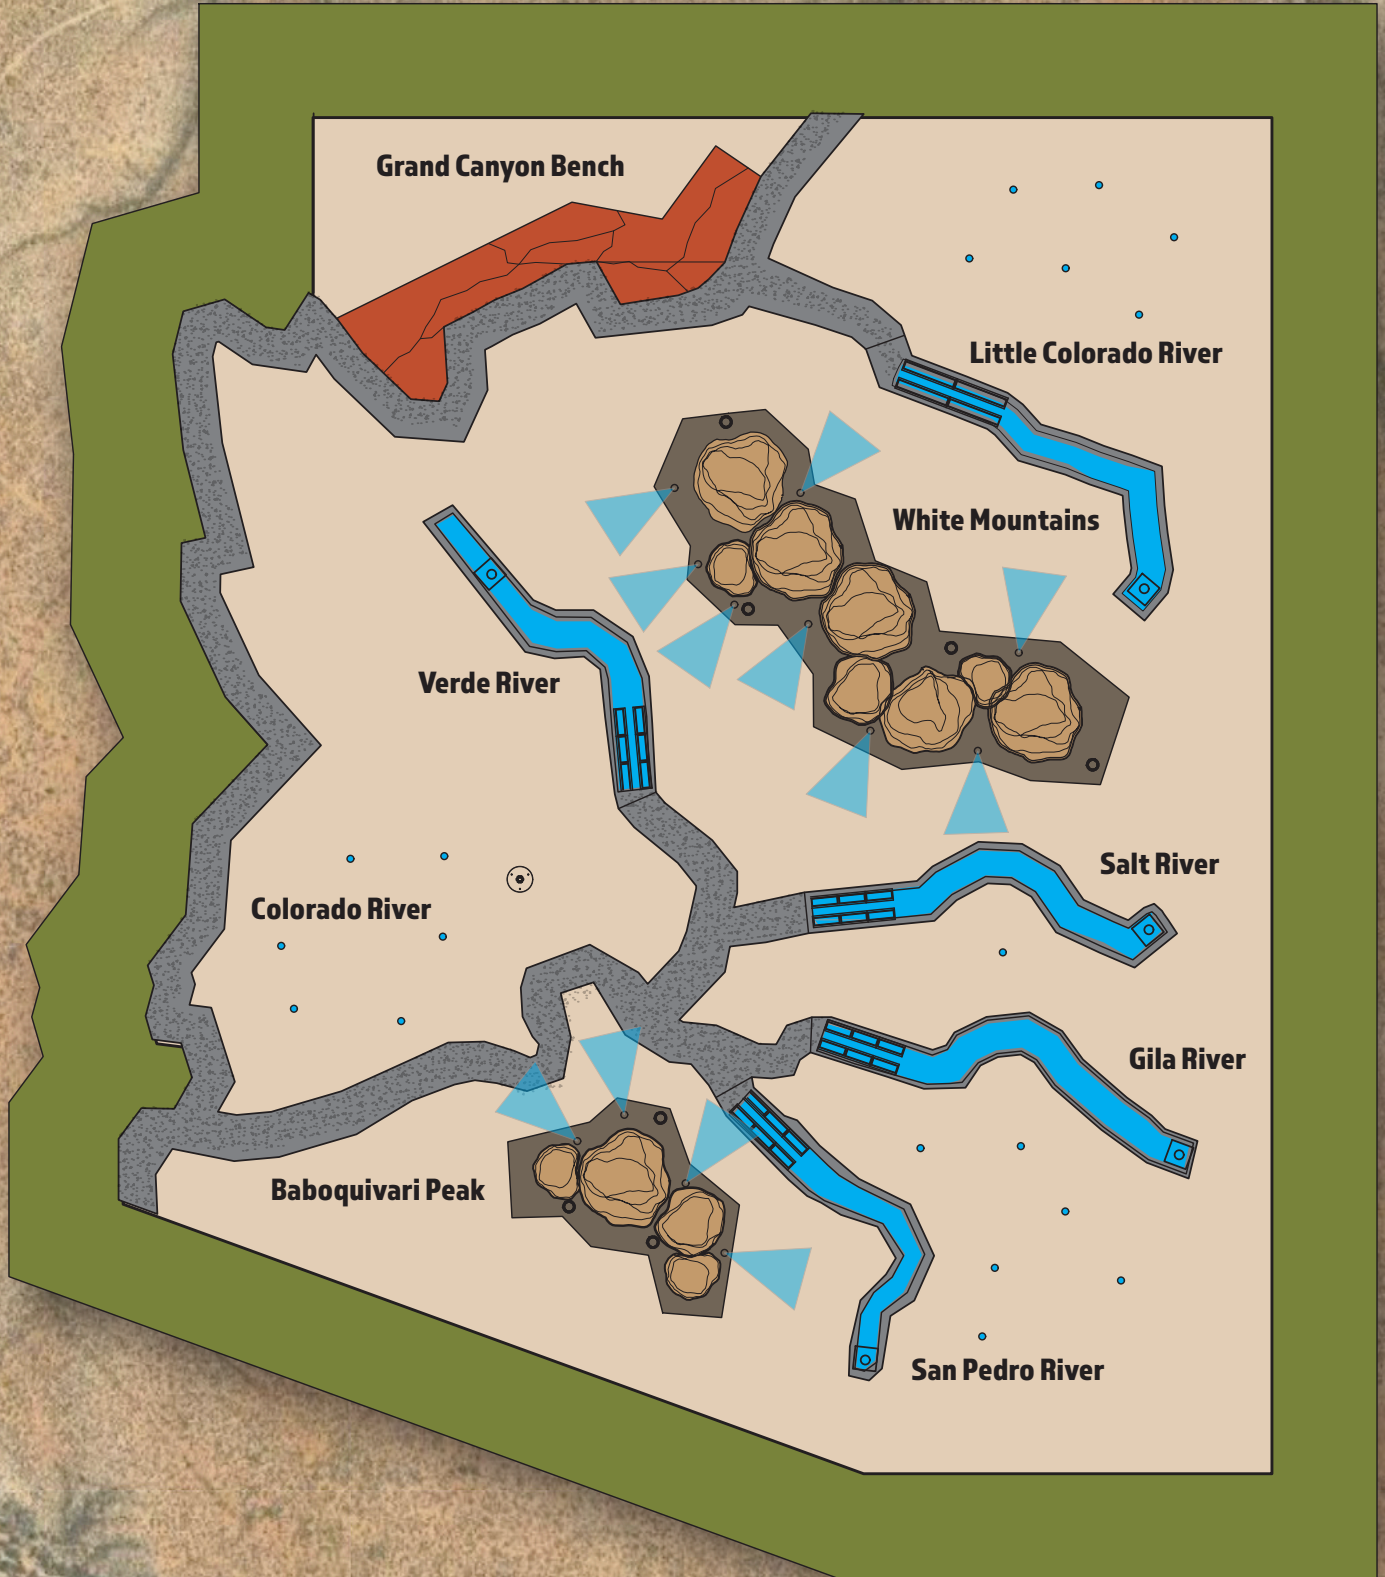 Grand Canyon Bench
Little Colorado River
White Mountains
Verde River
Salt River
Colorado River
Gila River
Baboquivari Peak
San Pedro River